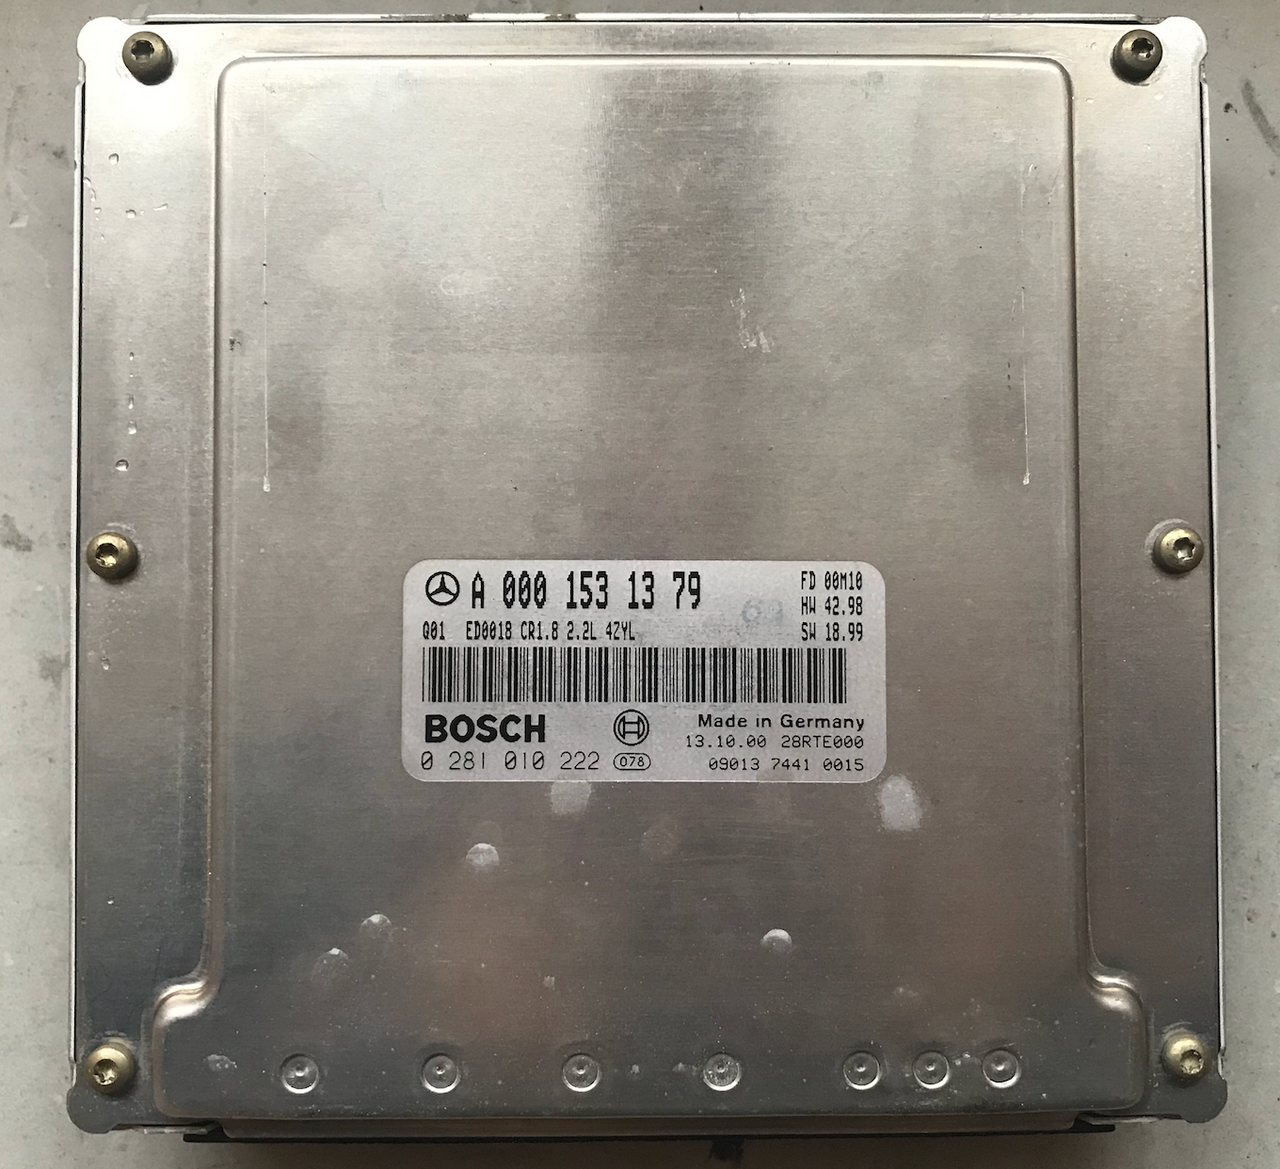 A 000 153 13 79
FD 00M10
HW 42.98
Q01 ED0018 CR1.8 2.2L 4ZYL
SW 18.99
BOSCH
Made in Germany
13.10.00 28RTE000
0 281 010 222 078
09013 7441 0015